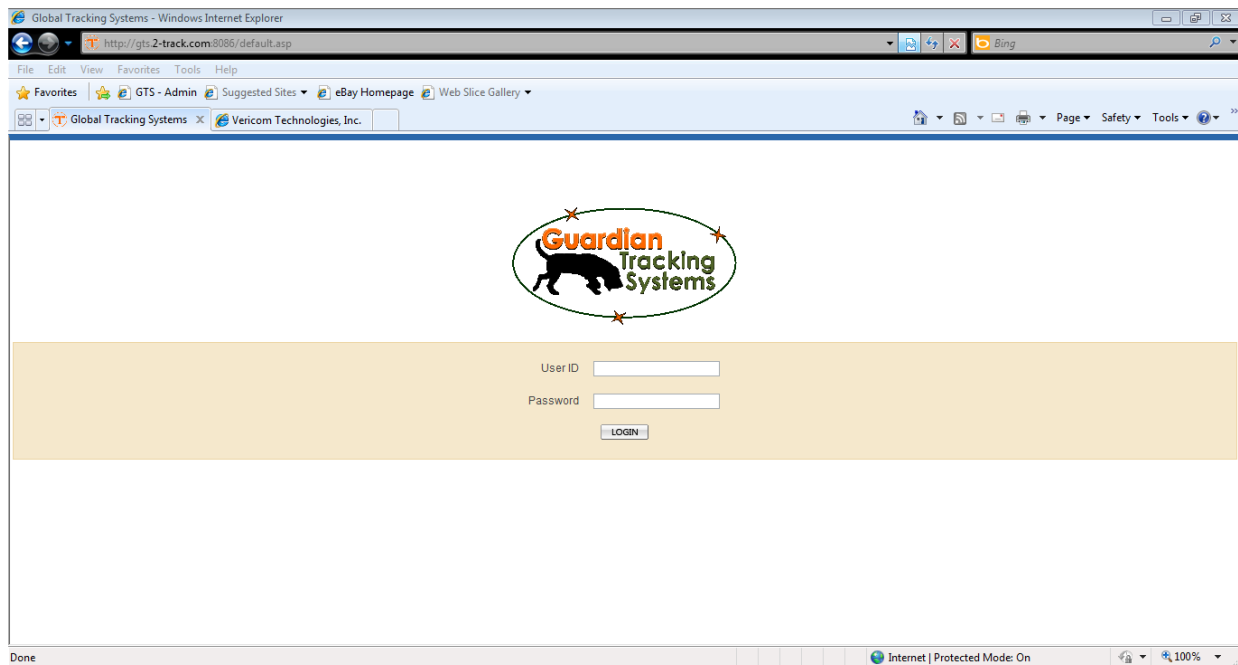 Global Tracking Systems - Windows Internet Explorer
http://gts.2-track.com:8086/default.asp
Bing
File Edit View Favorites Tools Help
Favorites GTS - Admin Suggested Sites eBay Homepage Web Slice Gallery
Global Tracking Systems Vericom Technologies, Inc. Page Safety Tools
Guardian
Tracking
Systems
User ID
Password
LOGIN
Done Internet | Protected Mode: On 100%